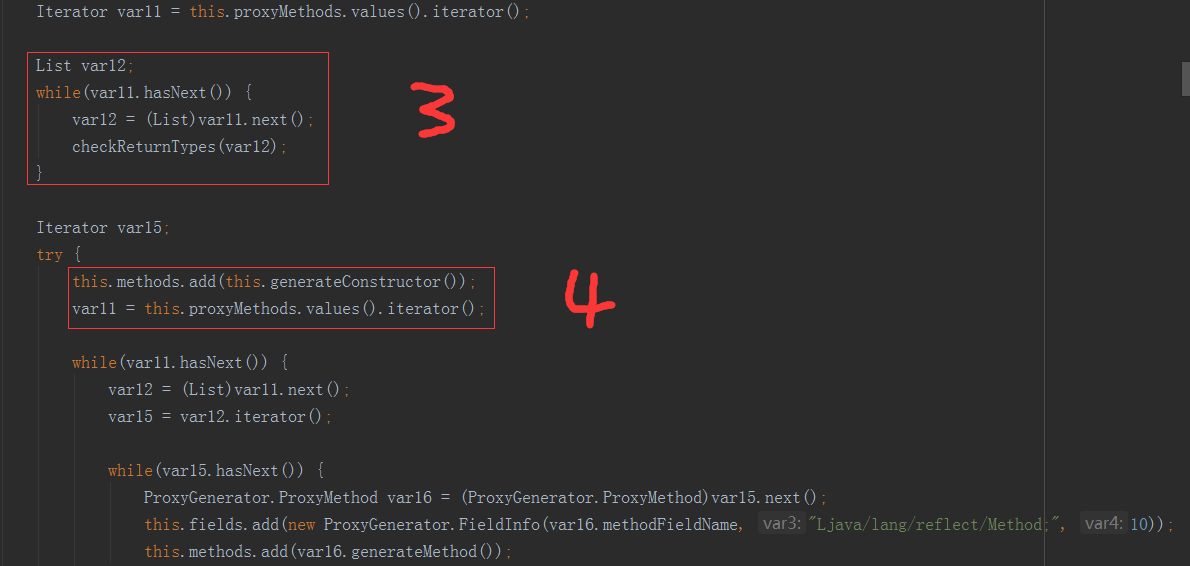 Iterator var11 = this.proxyMethods.values().iterator();
List var12;
while(var11.hasNext()) {
var12 = (List)var11.next();
checkReturnTypes(var12);
}
3
Iterator var15;
try {
this.methods.add(this.generateConstructor());
var11 = this.proxyMethods.values().iterator();
4
while(var11.hasNext()) {
var12 = (List)var11.next();
var15 = var12.iterator();
while(var15.hasNext()) {
ProxyGenerator.ProxyMethod var16 = (ProxyGenerator.ProxyMethod)var15.next();
this.fields.add(new ProxyGenerator.FieldInfo(var16.methodFieldName, var3: "Ljava/lang/reflect/Method;", var4: 10));
this.methods.add(var16.generateMethod());